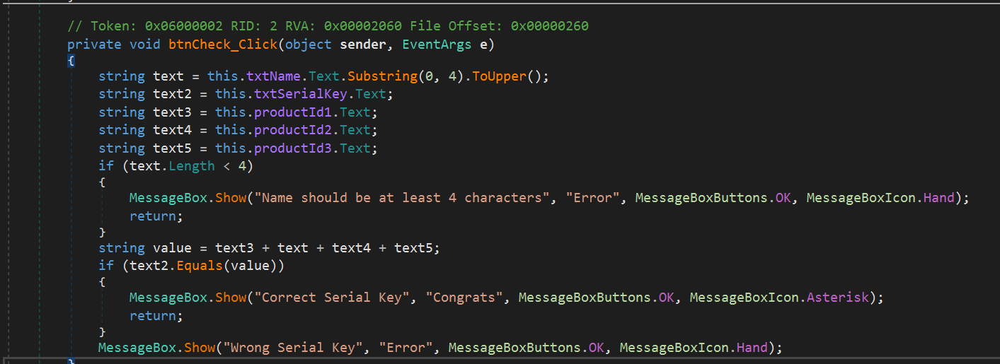 // Token: 0x06000002 RID: 2 RVA: 0x00002060 File Offset: 0x00000260
private void btnCheck_Click(object sender, EventArgs e)
{
string text = this.txtName.Text.Substring(0, 4).ToUpper();
string text2 = this.txtSerialKey.Text;
string text3 = this.productId1.Text;
string text4 = this.productId2.Text;
string text5 = this.productId3.Text;
if (text.Length < 4)
{
MessageBox.Show("Name should be at least 4 characters", "Error", MessageBoxButtons.OK, MessageBoxIcon.Hand);
return;
}
string value = text3 + text + text4 + text5;
if (text2.Equals(value))
{
MessageBox.Show("Correct Serial Key", "Congrats", MessageBoxButtons.OK, MessageBoxIcon.Asterisk);
return;
}
MessageBox.Show("Wrong Serial Key", "Error", MessageBoxButtons.OK, MessageBoxIcon.Hand);
}